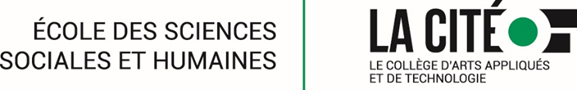 ÉCOLE DES SCIENCES
SOCIALES ET HUMAINES
LA CITÉ
LE COLLÈGE D'ARTS APPLIQUÉS
ET DE TECHNOLOGIE